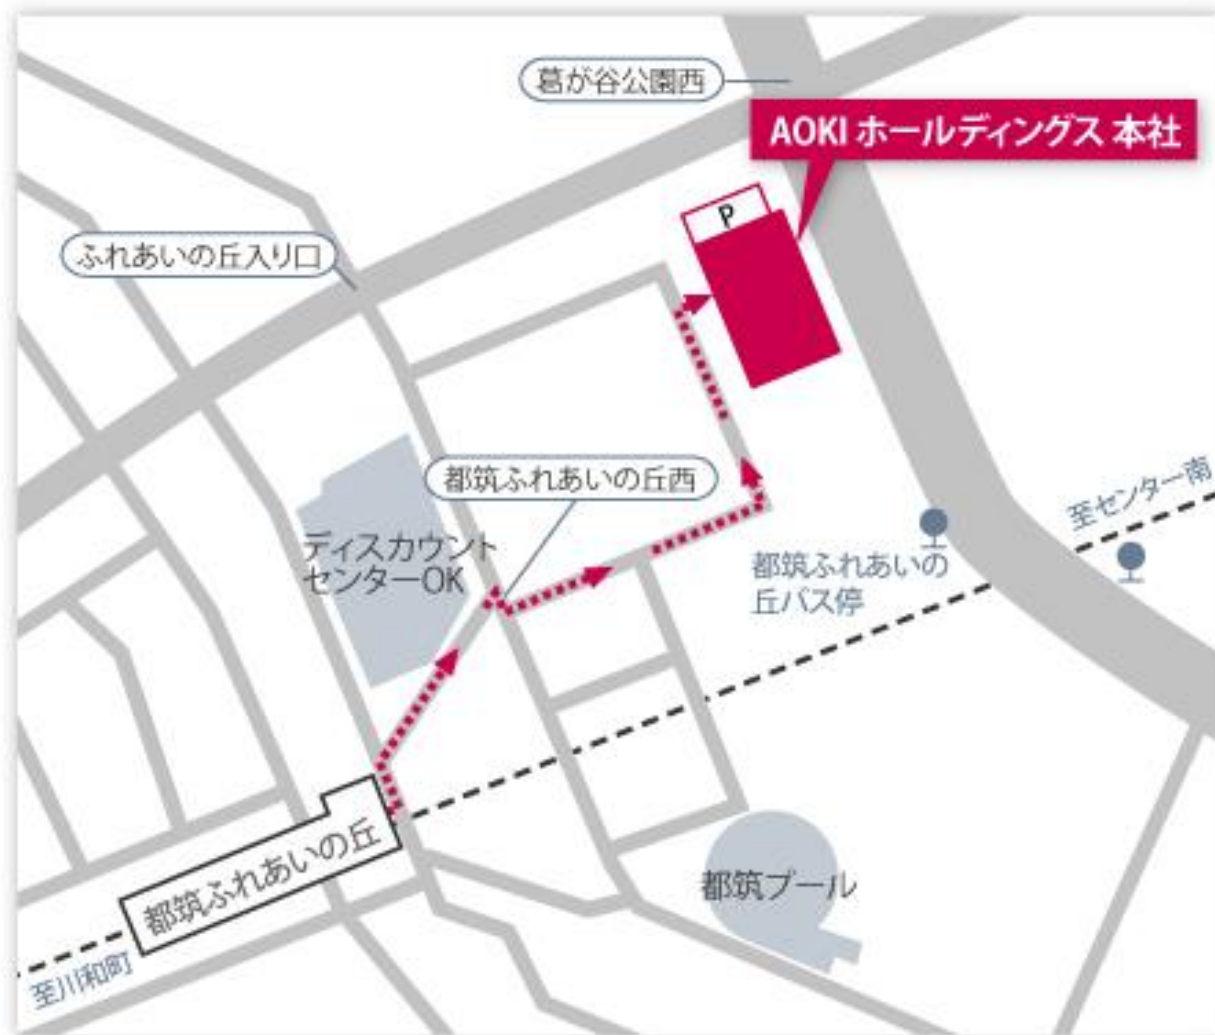 葛が谷公園西
AOKI ホールディングス 本社
P
ふれあいの丘入り口
都筑ふれあいの丘西
至センター南
ディスカウント
センターOK
都筑ふれあいの
丘バス停
都筑プール
都筑ふれあいの丘
至川和町